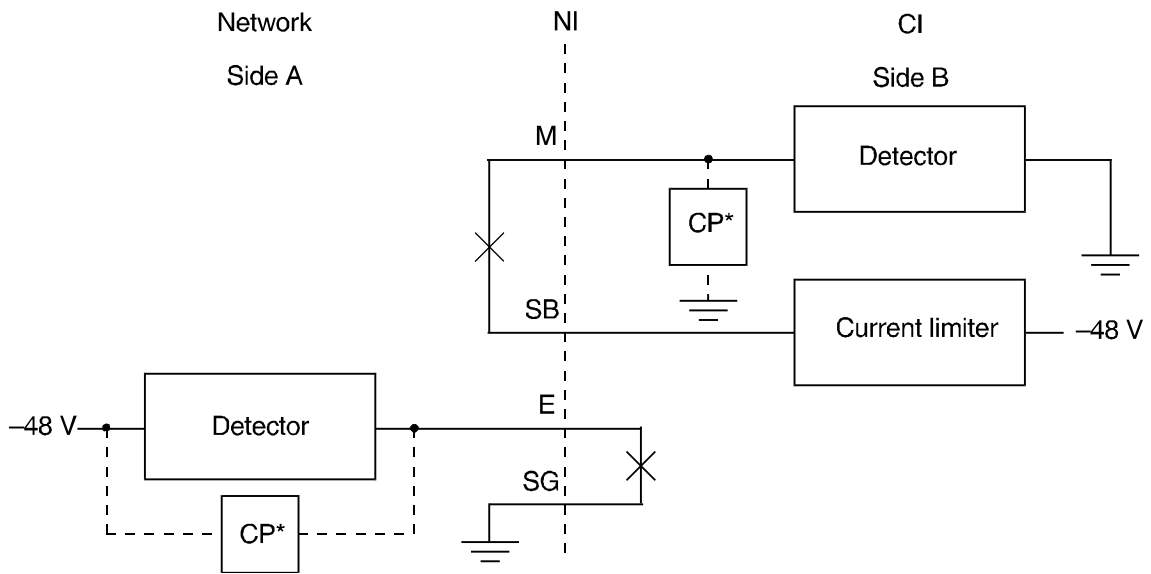 Network
NI
CI
Side A
Side B
M
Detector
CP*
SB
Current limiter
–48 V
E
–48 V
Detector
SG
CP*